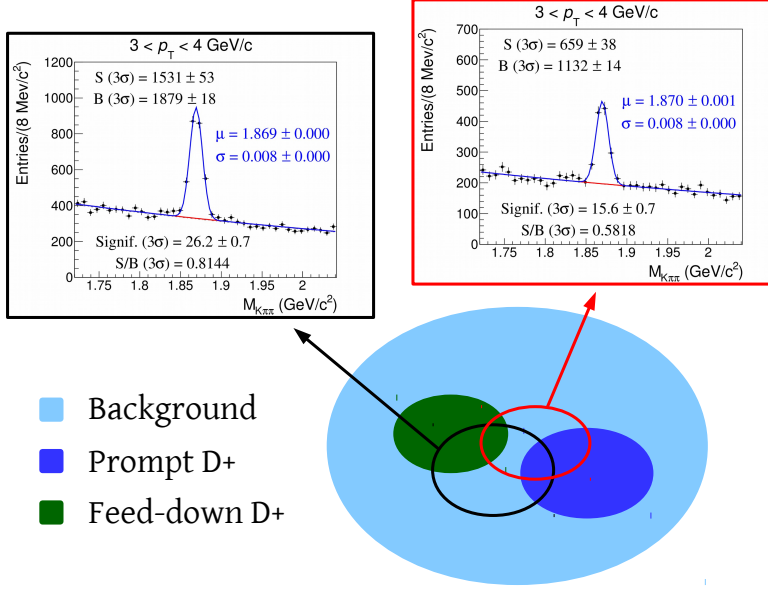 3 < pT < 4 GeV/c
S (3σ) = 1531 ± 53
B (3σ) = 1879 ± 18
μ = 1.869 ± 0.000
σ = 0.008 ± 0.000
Signif. (3σ) = 26.2 ± 0.7
S/B (3σ) = 0.8144
Entries/(8 Mev/c²)
1200
1000
800
600
400
200
0
1.75 1.8 1.85 1.9 1.95 2
MKππ (GeV/c²)
3 < pT < 4 GeV/c
S (3σ) = 659 ± 38
B (3σ) = 1132 ± 14
μ = 1.870 ± 0.001
σ = 0.008 ± 0.000
Signif. (3σ) = 15.6 ± 0.7
S/B (3σ) = 0.5818
Entries/(8 Mev/c²)
700
600
500
400
300
200
100
0
1.75 1.8 1.85 1.9 1.95 2
MKππ (GeV/c²)
Background
Prompt D+
Feed-down D+